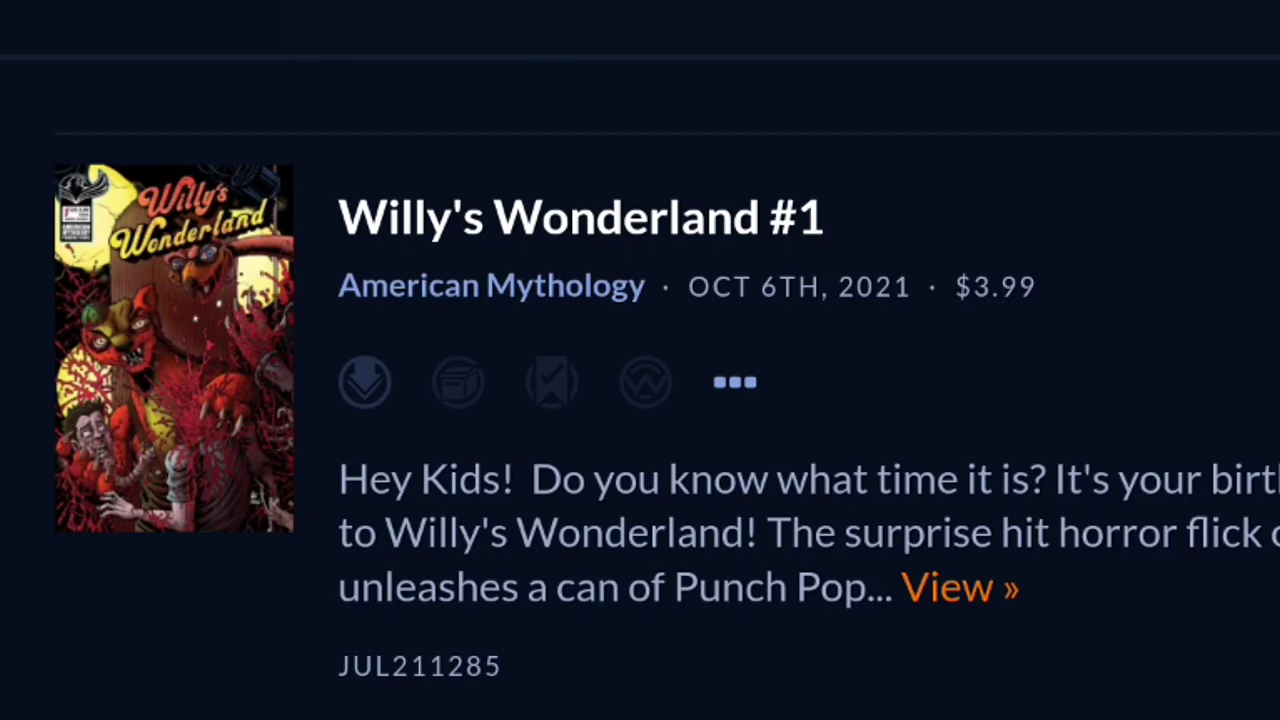 Willy's
Wonderland
Willy's Wonderland #1
American Mythology · OCT 6TH, 2021 · $3.99
Hey Kids!  Do you know what time it is? It's your birt
to Willy's Wonderland! The surprise hit horror flick
unleashes a can of Punch Pop... View »
JUL211285